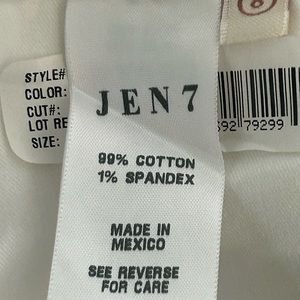 8
STYLE#
COLOR:
CUT#:
LOT RE
SIZE:
JEN7
92 79299
99% COTTON
1% SPANDEX
MADE IN
MEXICO
SEE REVERSE
FOR CARE